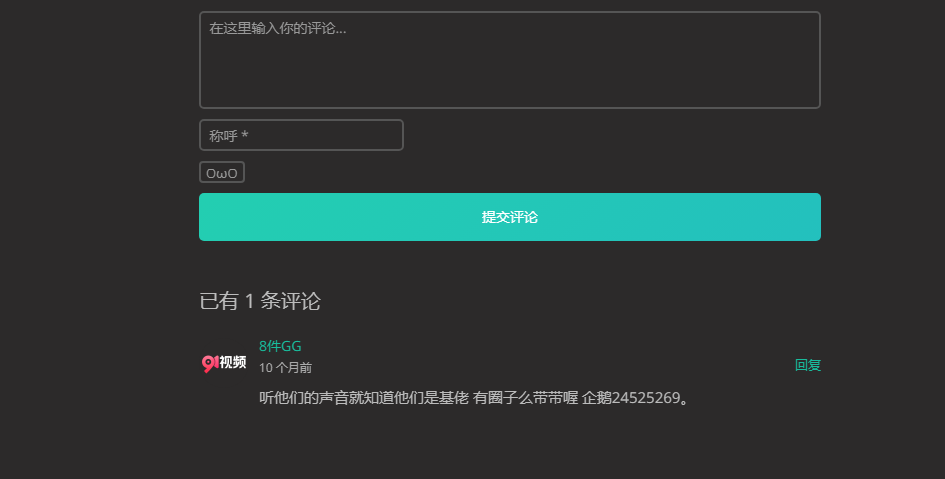 在这里输入你的评论...
称呼 *
OωO
提交评论
已有 1 条评论
91视频
8件GG
10 个月前
回复
听他们的声音就知道他们是基佬 有圈子么带带喔 企鹅24525269。